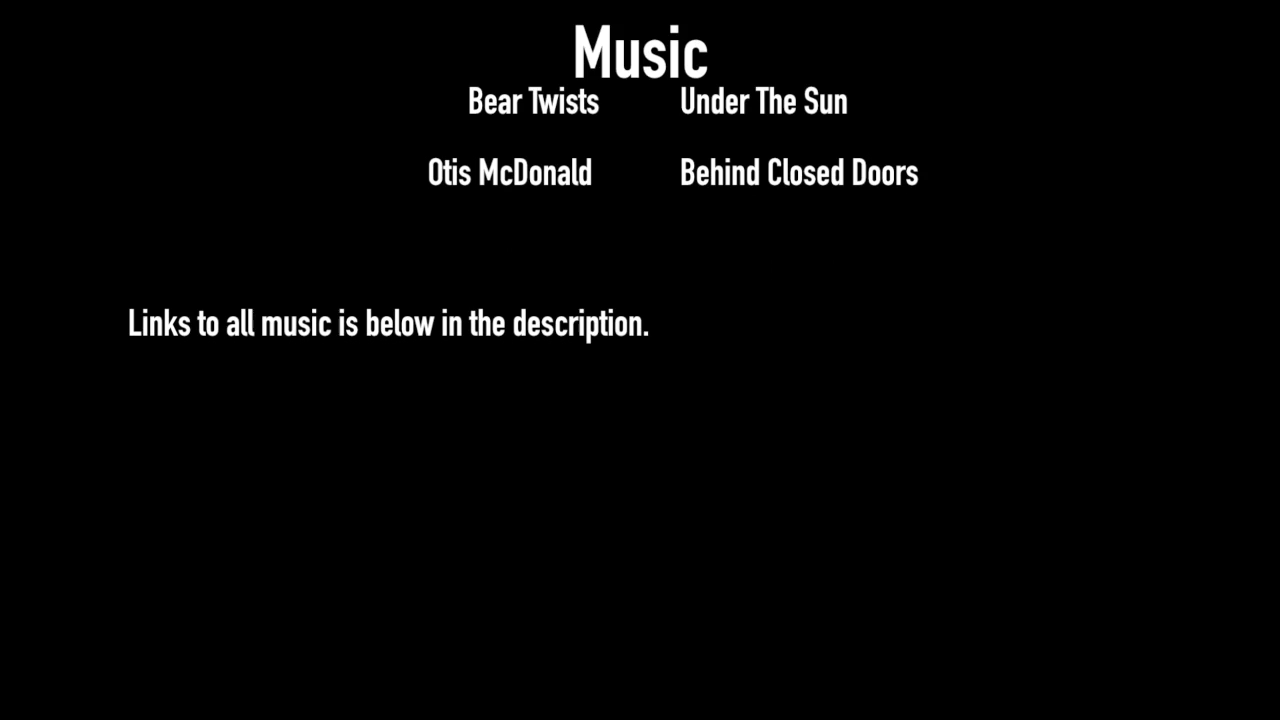 Music
Bear Twists Under The Sun
Otis McDonald Behind Closed Doors
Links to all music is below in the description.